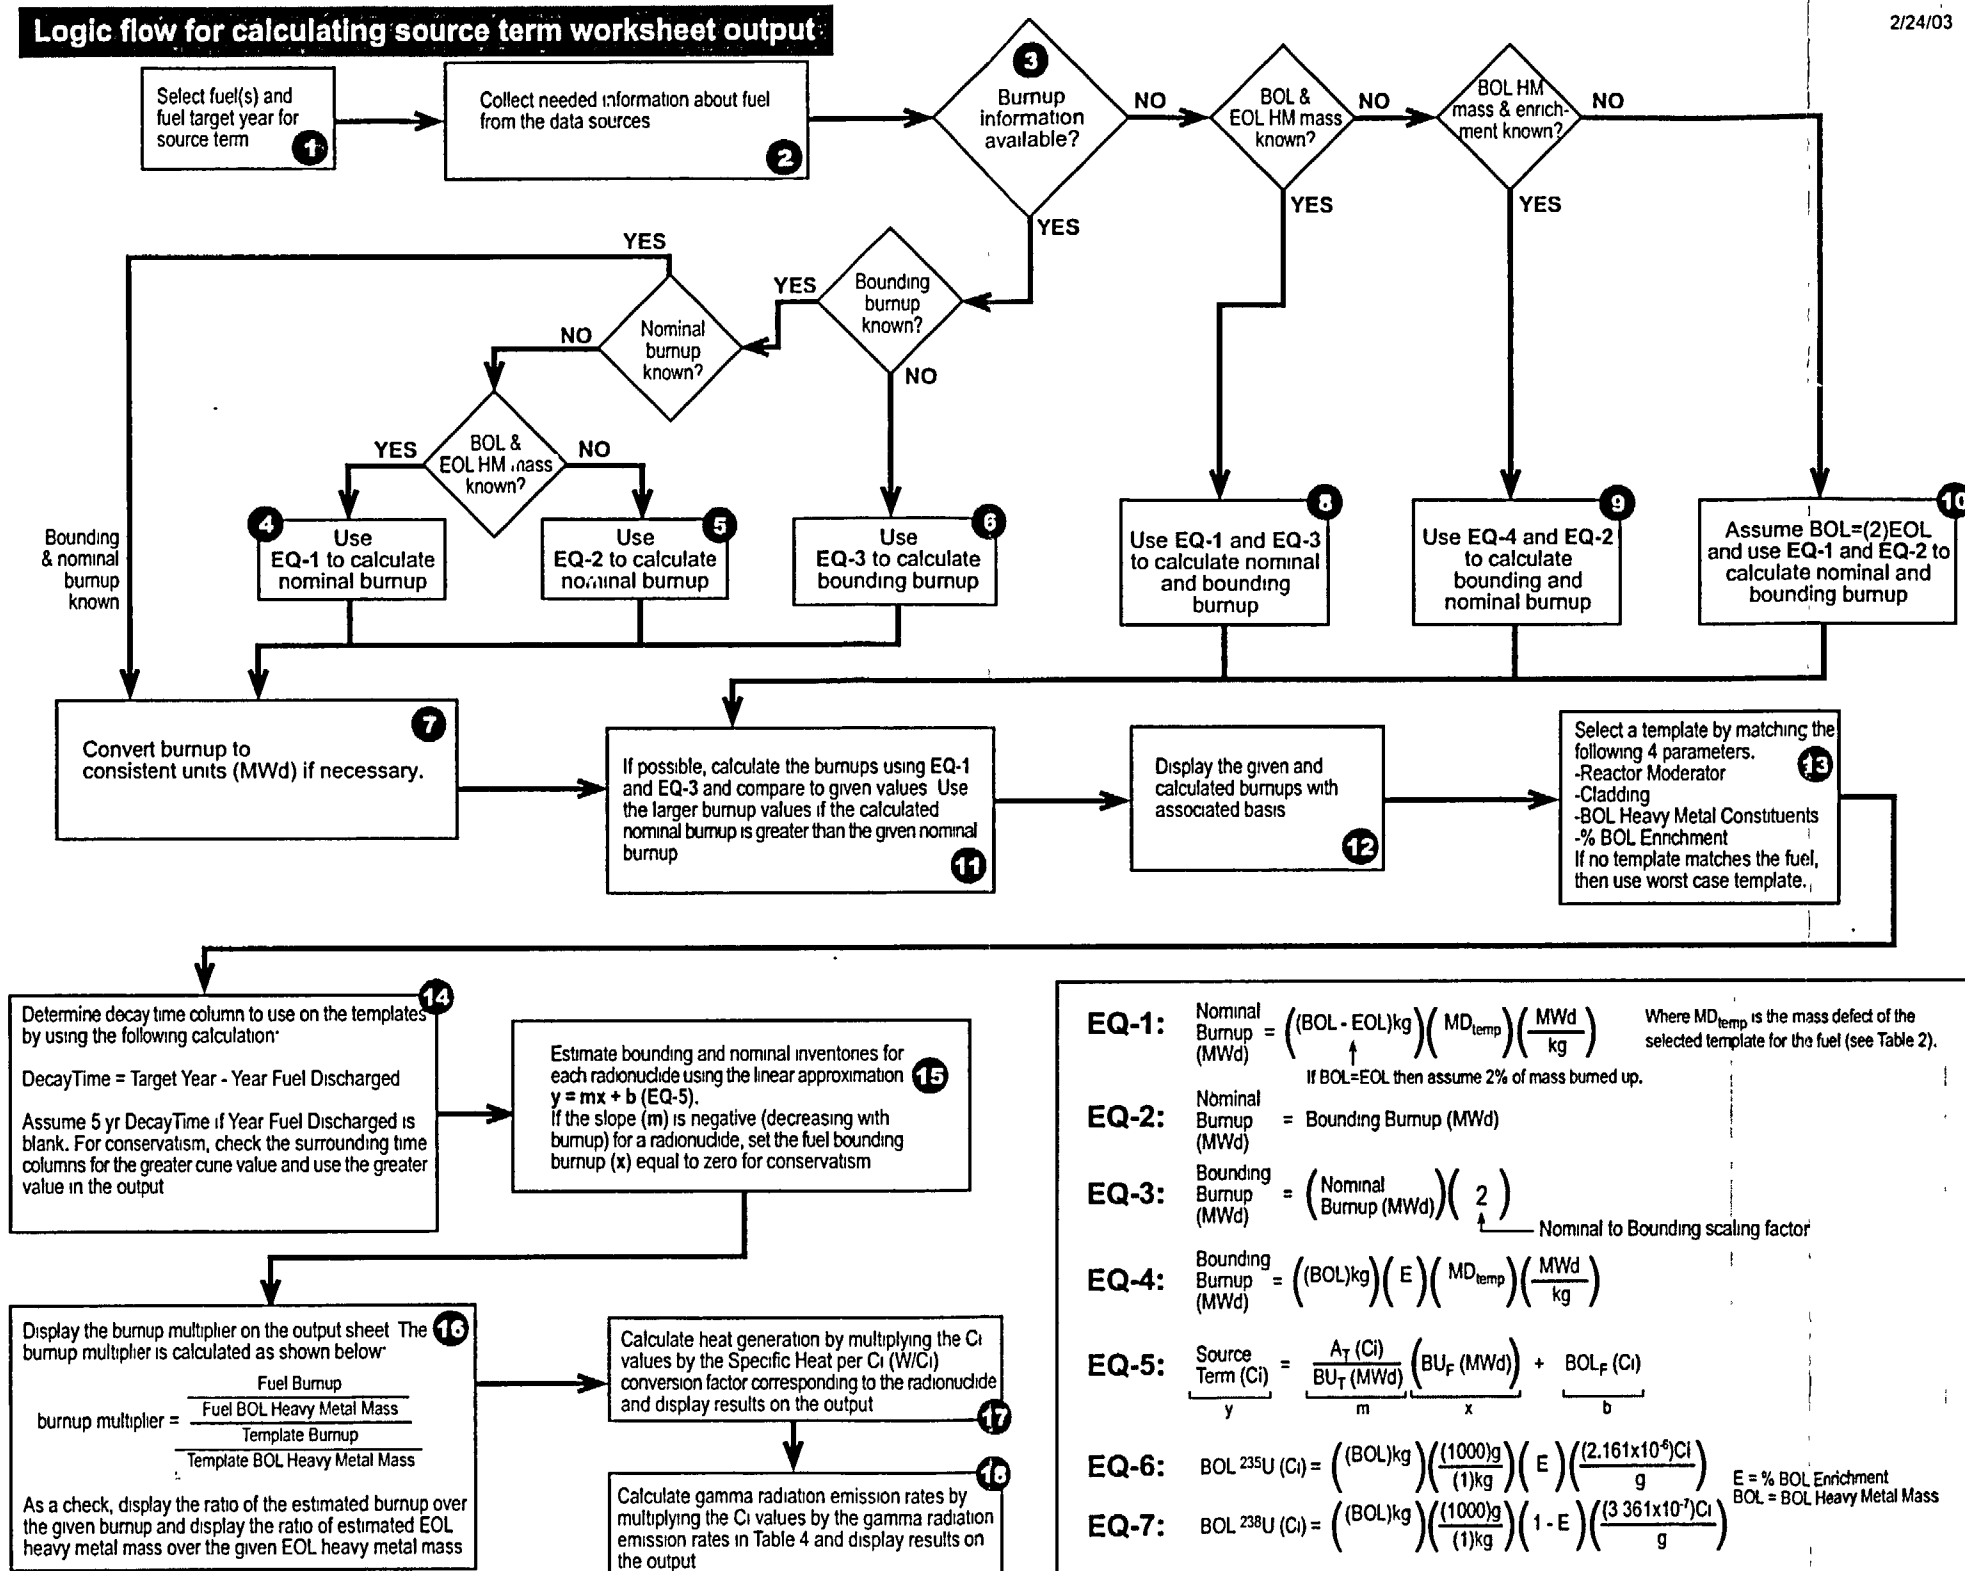 2/24/03
Logic flow for calculating source term worksheet output
Select fuel(s) and
fuel target year for
source term
1
Collect needed information about fuel
from the data sources
2
3
Burnup
information
available?
NO
YES
BOL &
EOL HM mass
known?
NO
YES
BOL HM
mass & enrich-
ment known?
NO
YES
Bounding
burnup
known?
YES
NO
Nominal
burnup
known?
YES
NO
BOL &
EOL HM mass
known?
YES
NO
Bounding
& nominal
burnup
known
4
Use
EQ-1 to calculate
nominal burnup
5
Use
EQ-2 to calculate
nominal burnup
6
Use
EQ-3 to calculate
bounding burnup
8
Use EQ-1 and EQ-3
to calculate nominal
and bounding
burnup
9
Use EQ-4 and EQ-2
to calculate
bounding and
nominal burnup
10
Assume BOL=(2)EOL
and use EQ-1 and EQ-2 to
calculate nominal and
bounding burnup
7
Convert burnup to
consistent units (MWd) if necessary.
If possible, calculate the burnups using EQ-1
and EQ-3 and compare to given values Use
the larger burnup values if the calculated
nominal burnup is greater than the given nominal
burnup
11
Display the given and
calculated burnups with
associated basis
12
Select a template by matching the
following 4 parameters.
13
-Reactor Moderator
-Cladding
-BOL Heavy Metal Constituents
-% BOL Enrichment
If no template matches the fuel,
then use worst case template.
14
Determine decay time column to use on the templates
by using the following calculation:
DecayTime = Target Year - Year Fuel Discharged
Assume 5 yr DecayTime if Year Fuel Discharged is
blank. For conservatism, check the surrounding time
columns for the greater curie value and use the greater
value in the output
15
Estimate bounding and nominal inventories for
each radionuclide using the linear approximation
y = mx + b (EQ-5).
If the slope (m) is negative (decreasing with
burnup) for a radionuclide, set the fuel bounding
burnup (x) equal to zero for conservatism
16
Display the burnup multiplier on the output sheet The
burnup multiplier is calculated as shown below:
burnup multiplier =
Fuel Burnup
Fuel BOL Heavy Metal Mass
Template Burnup
Template BOL Heavy Metal Mass
As a check, display the ratio of the estimated burnup over
the given burnup and display the ratio of estimated EOL
heavy metal mass over the given EOL heavy metal mass
Calculate heat generation by multiplying the Ci
values by the Specific Heat per Ci (W/Ci)
conversion factor corresponding to the radionuclide
and display results on the output
17
18
Calculate gamma radiation emission rates by
multiplying the Ci values by the gamma radiation
emission rates in Table 4 and display results on
the output
EQ-1: Nominal Burnup (MWd) = ((BOL - EOL)kg)(MDtemp)(MWd/kg)
Where MDtemp is the mass defect of the
selected template for the fuel (see Table 2).
If BOL=EOL then assume 2% of mass burned up.
EQ-2: Nominal Burnup (MWd) = Bounding Burnup (MWd)
EQ-3: Bounding Burnup (MWd) = (Nominal Burnup (MWd))(2)
Nominal to Bounding scaling factor
EQ-4: Bounding Burnup (MWd) = ((BOL)kg)(E)(MDtemp)(MWd/kg)
EQ-5: Source Term (Ci) = AT (Ci)/BUT (MWd) (BUF (MWd)) + BOLF (Ci)
y m x b
EQ-6: BOL ²³⁵U (Ci) = ((BOL)kg)((1000)g/(1)kg)(E)((2.161x10⁻⁶)Ci/g)
E = % BOL Enrichment
BOL = BOL Heavy Metal Mass
EQ-7: BOL ²³⁸U (Ci) = ((BOL)kg)((1000)g/(1)kg)(1 - E)((3 361x10⁻⁷)Ci/g)